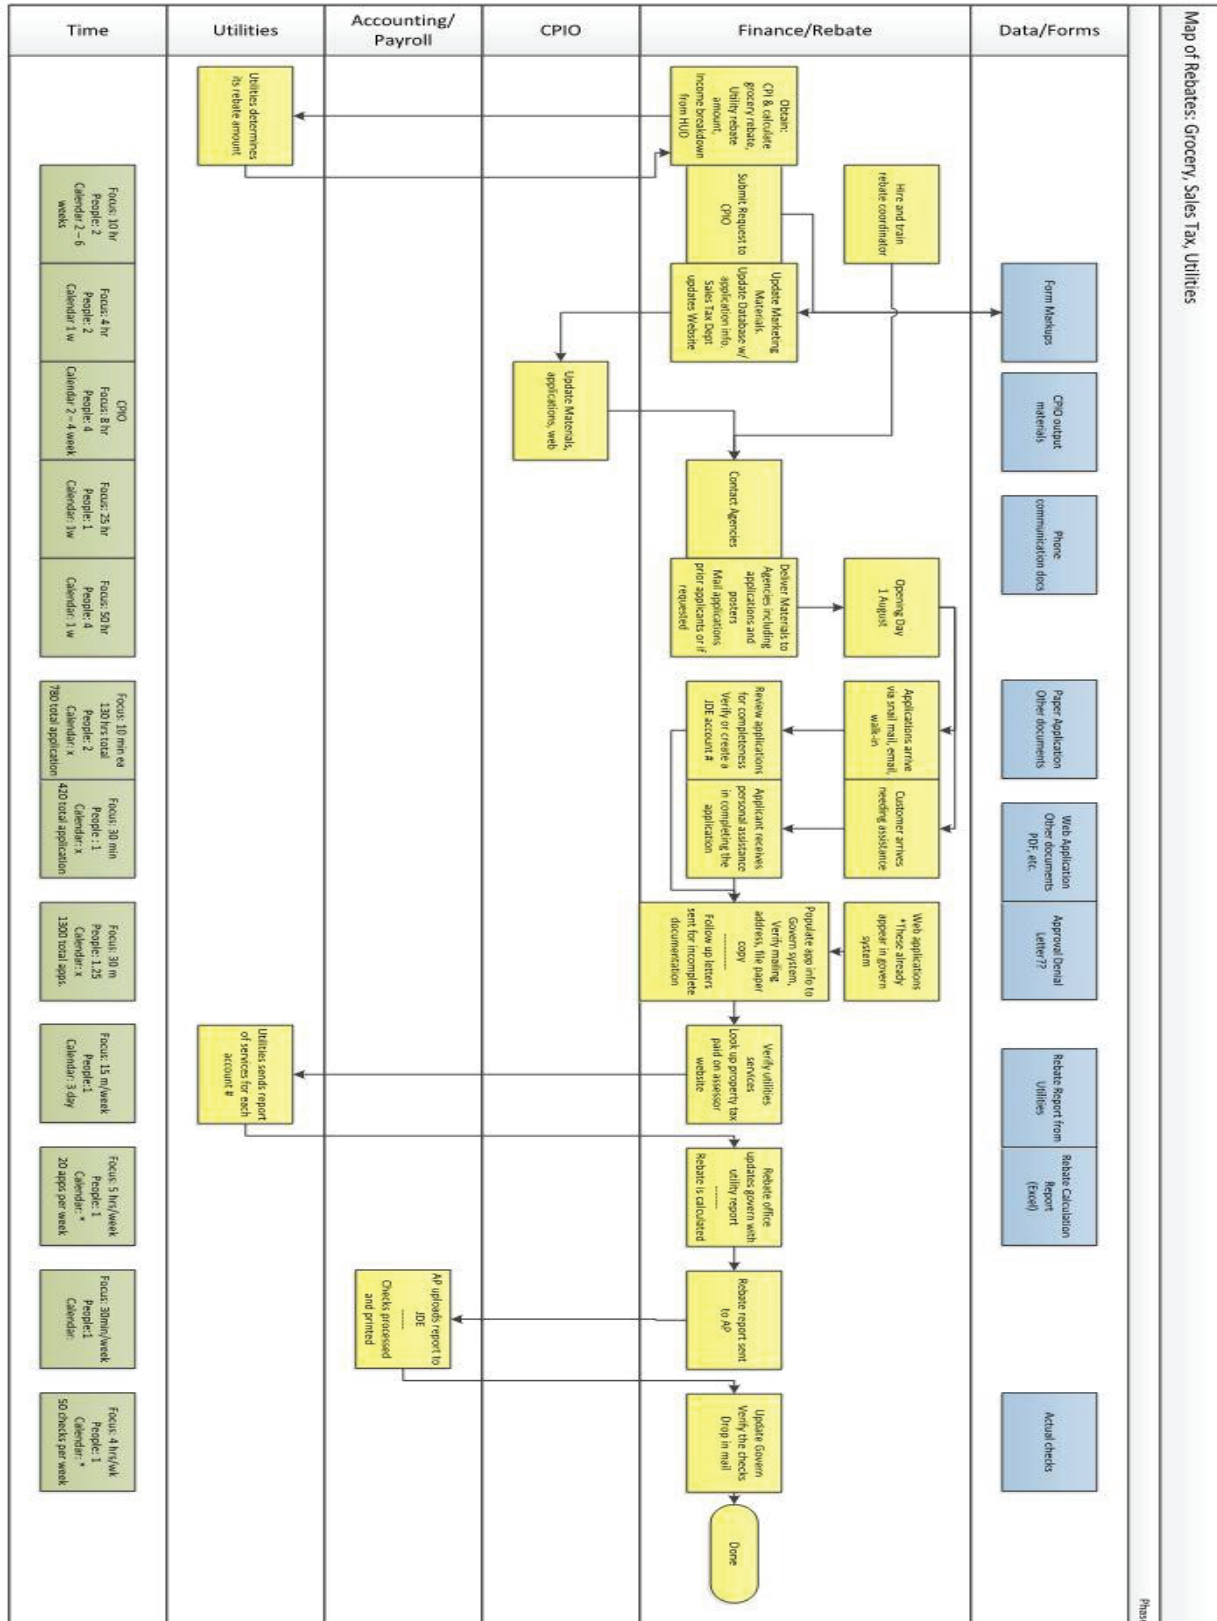 Map of Rebates: Grocery, Sales Tax, Utilities
Phase
Data/Forms
Form Markups
CPIO output
materials
Phone
communication docs
Paper Application
Other documents
Web Application
Other documents
PDF, etc.
Approval Denial
Letter??
Rebate Report from
Utilities
Rebate Calculation
Report
(Excel)
Actual checks
Finance/Rebate
Hire and train
rebate coordinator
Opening Day
1 August
Applications arrive
via snail mail, email,
walk-in
Customer arrives
needing assistance
Web applications
*These already
appear in govern
system
Obtain:
CPI & calculate
grocery rebate,
Utility rebate
amount,
Income breakdown
from HUD
Submit Request to
CPIO
Update Marketing
Materials.
Update Database w/
application info.
Sales Tax Dept
updates Website
Contact Agencies
Deliver Materials to
Agencies including
applications and
posters
Mail applications
prior applicants or if
requested
Review applications
for completeness
Verify or create a
JDE account #
Applicant receives
personal assistance
in completing the
application
Populate app info to
Govern system,
Verify mailing
address, file paper
copy
----------
Follow up letters
sent for incomplete
documentation
Verify utilities
services
Look up property tax
paid on assessor
website
Rebate office
updates govern with
utility report
-------
Rebate is calculated
Rebate report sent
to AP
Update Govern
Verify the checks
Drop in mail
Done
CPIO
Update Materials,
applications, web
Accounting/
Payroll
AP uploads report to
JDE
------
Checks processed
and printed
Utilities
Utilities determines
its rebate amount
Utilities sends report
of services for each
account #
Time
Focus: 10 hr
People: 2
Calendar 2 – 6
weeks
Focus: 4 hr
People: 2
Calendar 1 w
CPIO
Focus: 8 hr
People: 4
Calendar 2 – 4 week
Focus: 25 hr
People: 1
Calendar: 1w
Focus: 50 hr
People: 4
Calendar: 1 w
Focus: 10 min ea
130 hrs total
People: 2
Calendar: x
780 total application
Focus: 30 min
People : 1
Calendar: x
420 total application
Focus: 30 m
People: 1.25
Calendar: x
1300 total apps.
Focus: 15 m/week
People:1
Calendar: 3 day
Focus: 5 hrs/week
People: 1
Calendar: *
20 apps per week
Focus: 30min/week
People:1
Calendar:
Focus: 4 hrs/wk
People: 1
Calendar: *
50 checks per week